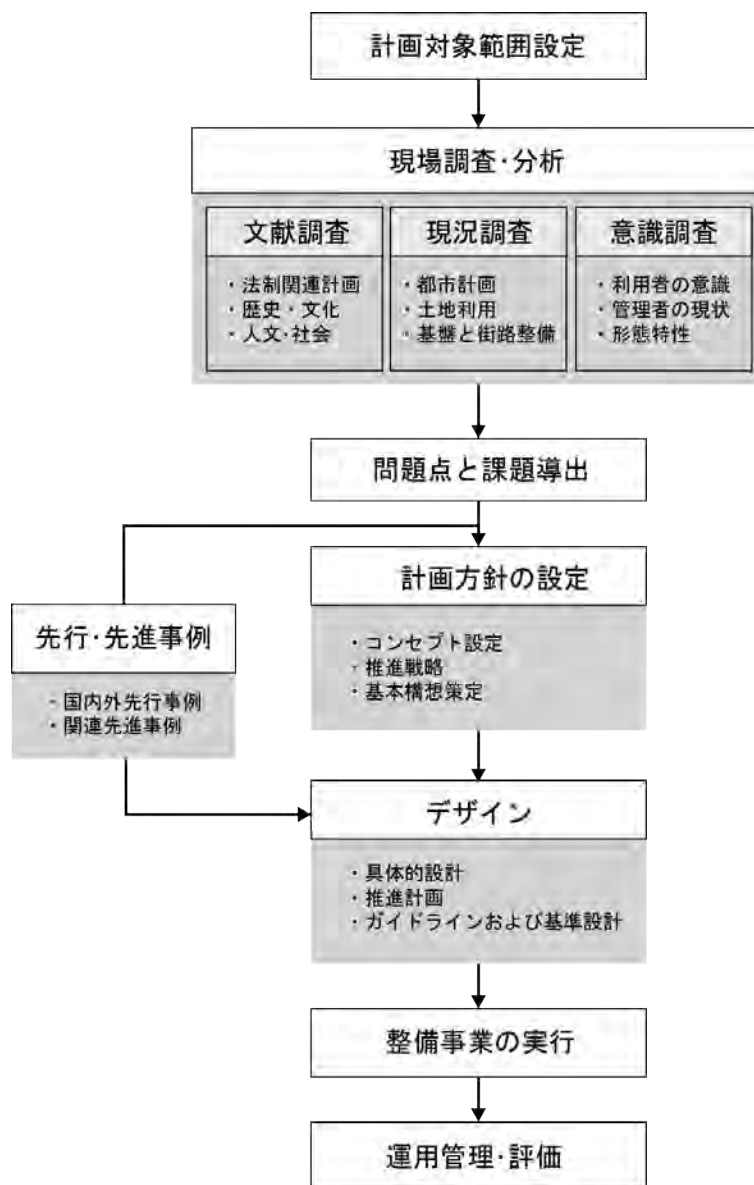 計画対象範囲設定
現場調査・分析
文献調査
・法制関連計画
・歴史・文化
・人文・社会
現況調査
・都市計画
・土地利用
・基盤と街路整備
意識調査
・利用者の意識
・管理者の現状
・形態特性
問題点と課題導出
計画方針の設定
・コンセプト設定
・推進戦略
・基本構想策定
先行・先進事例
・国内外先行事例
・関連先進事例
デザイン
・具体的設計
・推進計画
・ガイドラインおよび基準設計
整備事業の実行
運用管理・評価